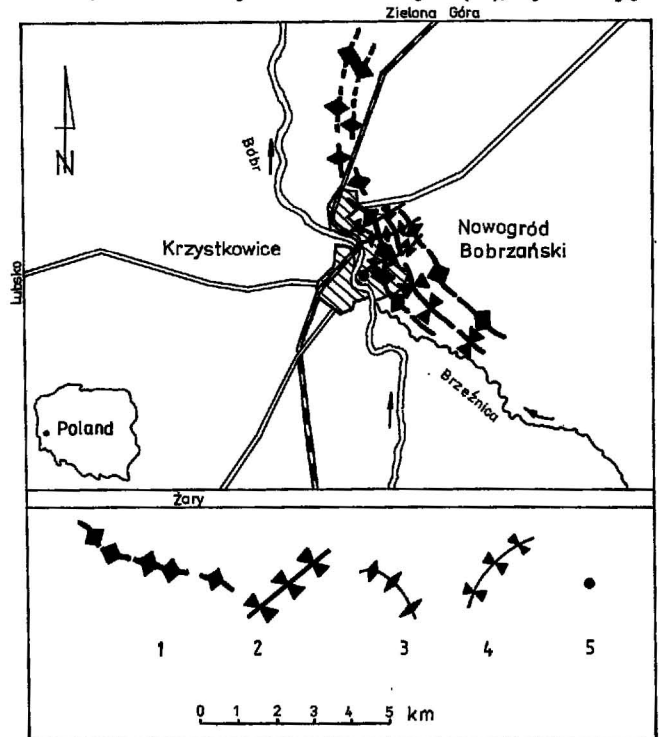 Zielona Góra
N
Bóbr
Krzystkowice
Nowogród
Bobrzański
Lubsko
Brzeźnica
Poland
Żary
1 2 3 4 5
0 1 2 3 4 5 km